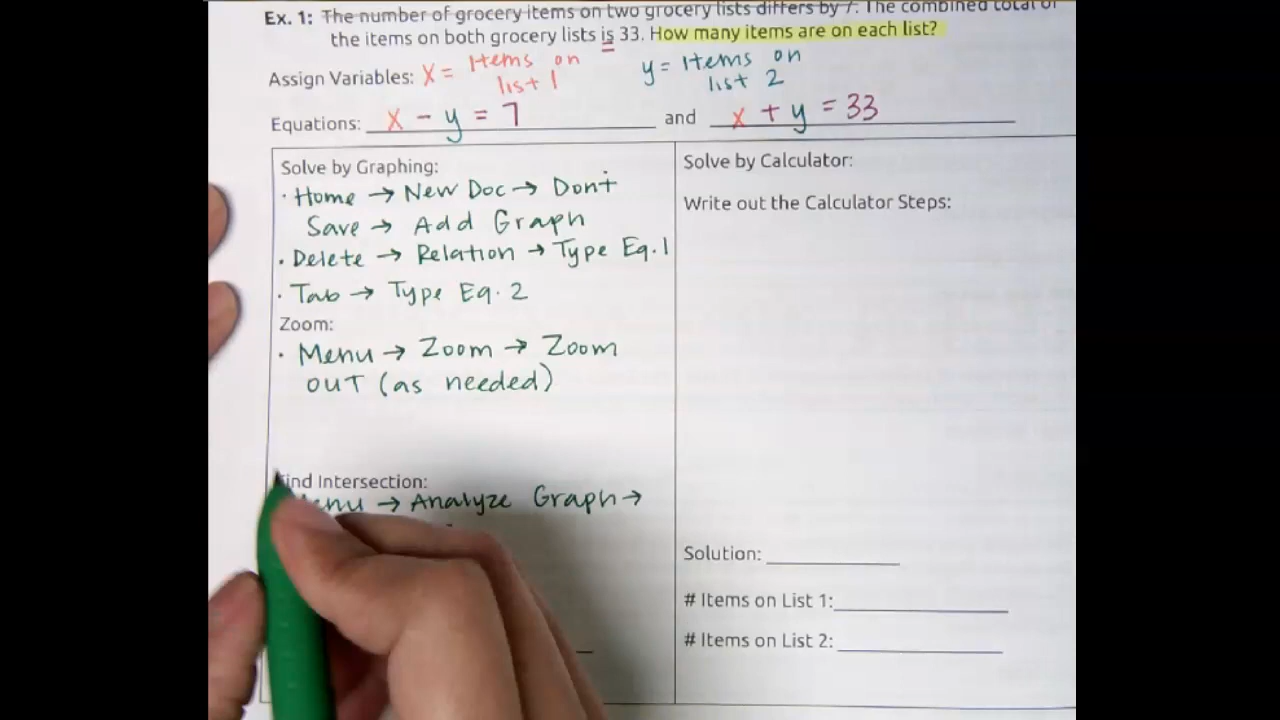 Ex. 1: The number of grocery items on two grocery lists differs by 7. The combined total of
the items on both grocery lists is 33. How many items are on each list?
Assign Variables: x = items on list 1 y = items on list 2
Equations: x - y = 7 and x + y = 33
Solve by Graphing:
· Home → New Doc → Don't
Save → Add Graph
· Delete → Relation → Type Eq. 1
· Tab → Type Eq. 2
Zoom:
· Menu → Zoom → Zoom
OUT (as needed)
Find Intersection:
Menu → Analyze Graph →
Solve by Calculator:
Write out the Calculator Steps:
Solution:
# Items on List 1:
# Items on List 2: